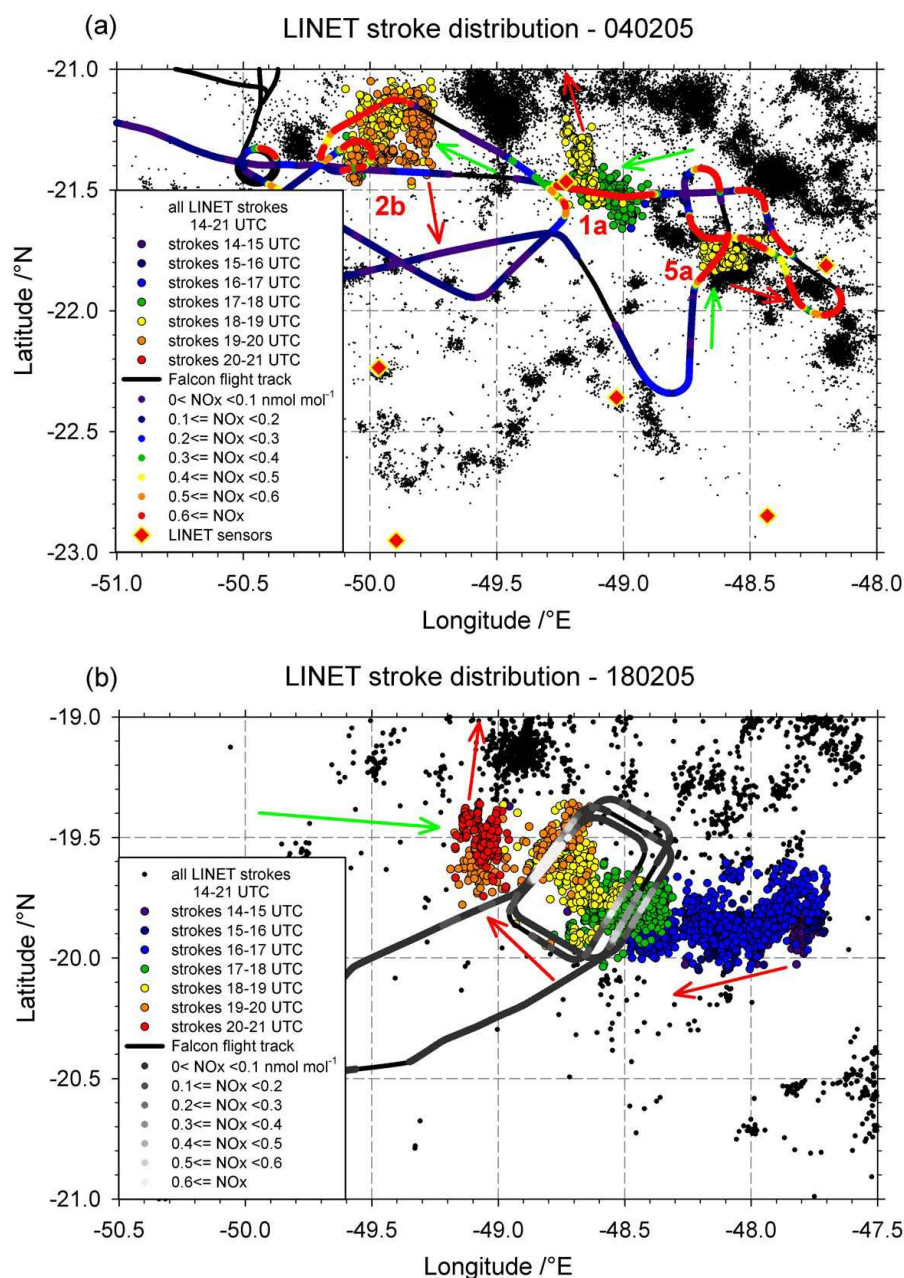 (a) LINET stroke distribution - 040205
-21.0
-21.5
-22.0
-22.5
-23.0
Latitude /°N
2b
1a
5a
all LINET strokes
14-21 UTC
strokes 14-15 UTC
strokes 15-16 UTC
strokes 16-17 UTC
strokes 17-18 UTC
strokes 18-19 UTC
strokes 19-20 UTC
strokes 20-21 UTC
Falcon flight track
0< NOx <0.1 nmol mol⁻¹
0.1<= NOx <0.2
0.2<= NOx <0.3
0.3<= NOx <0.4
0.4<= NOx <0.5
0.5<= NOx <0.6
0.6<= NOx
LINET sensors
-51.0 -50.5 -50.0 -49.5 -49.0 -48.5 -48.0
Longitude /°E
(b) LINET stroke distribution - 180205
-19.0
-19.5
-20.0
-20.5
-21.0
Latitude /°N
all LINET strokes
14-21 UTC
strokes 14-15 UTC
strokes 15-16 UTC
strokes 16-17 UTC
strokes 17-18 UTC
strokes 18-19 UTC
strokes 19-20 UTC
strokes 20-21 UTC
Falcon flight track
0< NOx <0.1 nmol mol⁻¹
0.1<= NOx <0.2
0.2<= NOx <0.3
0.3<= NOx <0.4
0.4<= NOx <0.5
0.5<= NOx <0.6
0.6<= NOx
-50.5 -50.0 -49.5 -49.0 -48.5 -48.0 -47.5
Longitude /°E